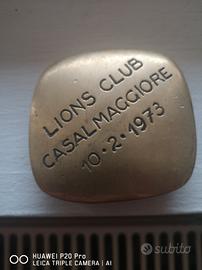 LIONS CLUB
CASALMAGGIORE
10·2·1973
HUAWEI P20 Pro
LEICA TRIPLE CAMERA | AI
subito